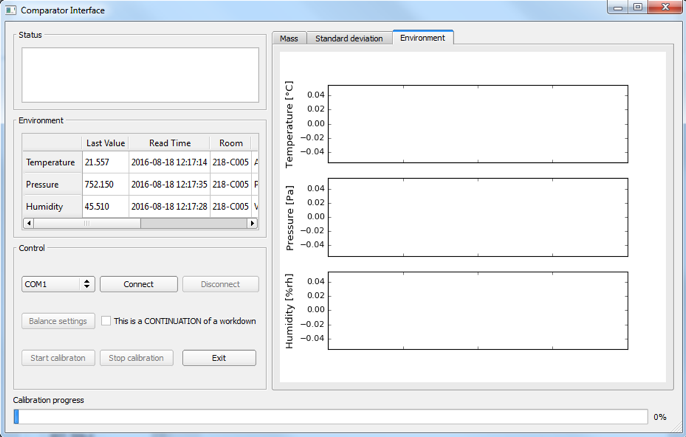 Comparator Interface
Status
Environment
Last Value Read Time Room
Temperature 21.557 2016-08-18 12:17:14 218-C005
Pressure 752.150 2016-08-18 12:17:35 218-C005
Humidity 45.510 2016-08-18 12:17:28 218-C005
Control
COM1 Connect Disconnect
Balance settings This is a CONTINUATION of a workdown
Start calibraton Stop calibration Exit
Mass Standard deviation Environment
Temperature [°C]
0.04
0.02
0.00
−0.02
−0.04
Pressure [Pa]
0.04
0.02
0.00
−0.02
−0.04
Humidity [%rh]
0.04
0.02
0.00
−0.02
−0.04
Calibration progress
0%